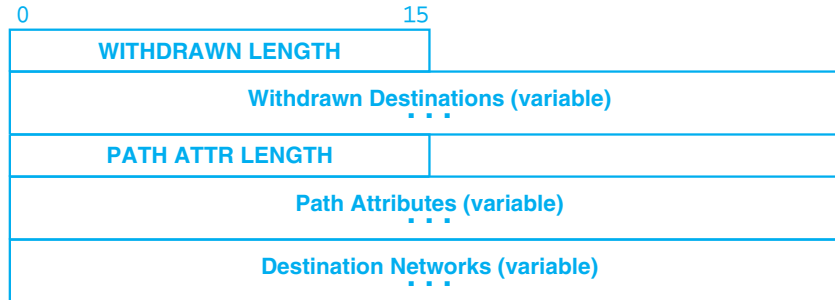 0 15
WITHDRAWN LENGTH
Withdrawn Destinations (variable)
. . .
PATH ATTR LENGTH
Path Attributes (variable)
. . .
Destination Networks (variable)
. . .